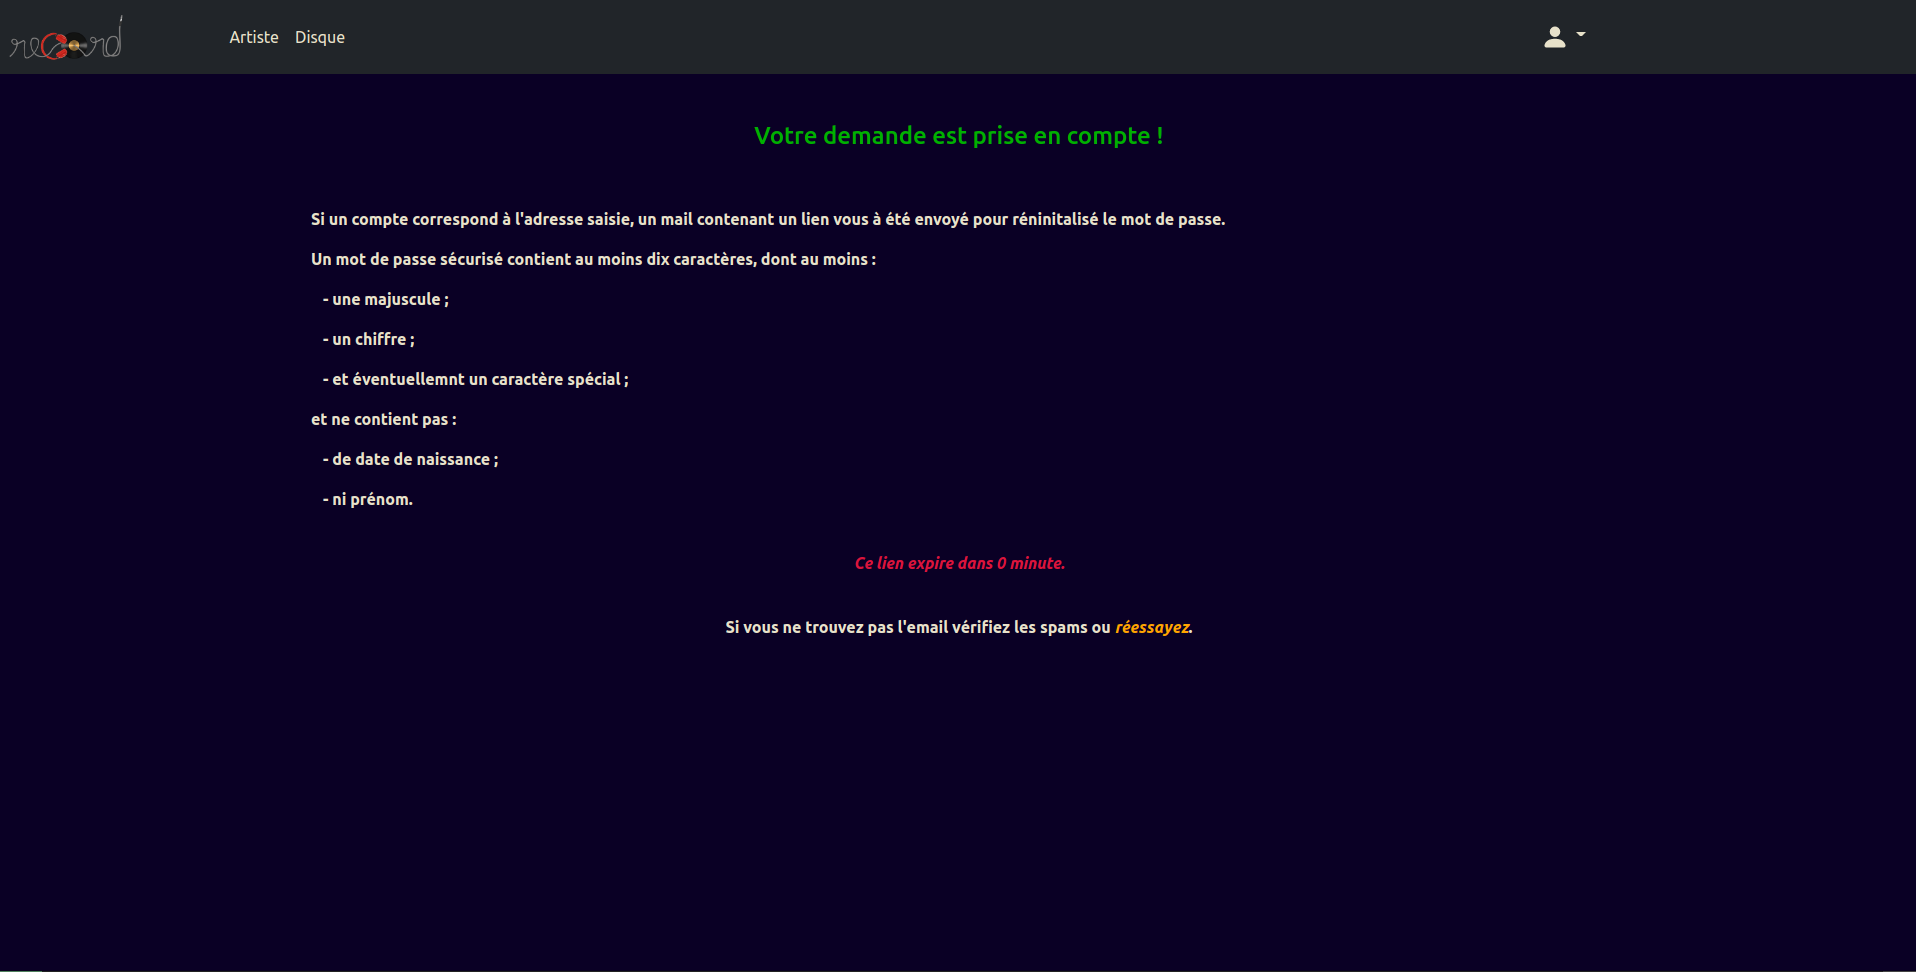 record
Artiste Disque
Votre demande est prise en compte !
Si un compte correspond à l'adresse saisie, un mail contenant un lien vous à été envoyé pour réninitalisé le mot de passe.
Un mot de passe sécurisé contient au moins dix caractères, dont au moins :
- une majuscule ;
- un chiffre ;
- et éventuellemnt un caractère spécial ;
et ne contient pas :
- de date de naissance ;
- ni prénom.
Ce lien expire dans 0 minute.
Si vous ne trouvez pas l'email vérifiez les spams ou réessayez.